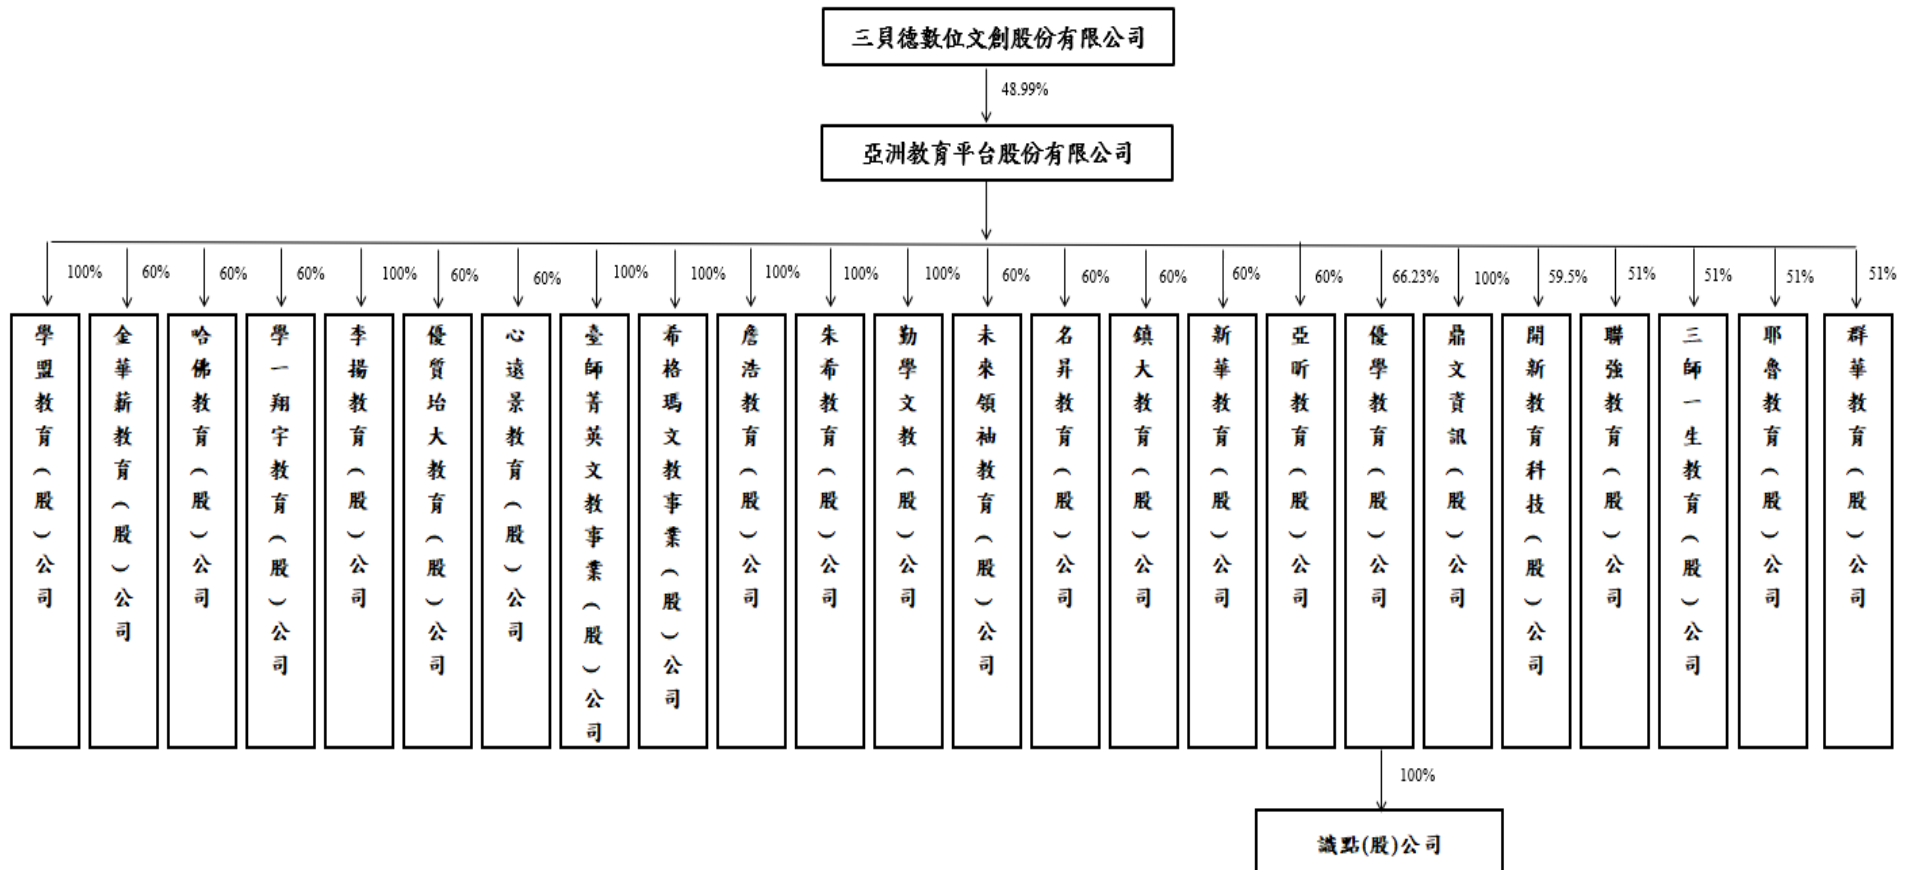 三貝德數位文創股份有限公司
48.99%
亞洲教育平台股份有限公司
100%
60%
60%
60%
100%
60%
60%
100%
100%
100%
100%
100%
60%
60%
60%
60%
60%
66.23%
100%
59.5%
51%
51%
51%
51%
學盟教育(股)公司
金華薪教育(股)公司
哈佛教育(股)公司
學一翔宇教育(股)公司
李揚教育(股)公司
優質坮大教育(股)公司
心遠景教育(股)公司
臺師菁英文教事業(股)公司
希格瑪文教事業(股)公司
詹浩教育(股)公司
朱希教育(股)公司
勤學文教(股)公司
未來領袖教育(股)公司
名昇教育(股)公司
鎮大教育(股)公司
新華教育(股)公司
亞昕教育(股)公司
優學教育(股)公司
鼎文資訊(股)公司
開新教育科技(股)公司
聯強教育(股)公司
三師一生教育(股)公司
耶魯教育(股)公司
群華教育(股)公司
100%
識點(股)公司